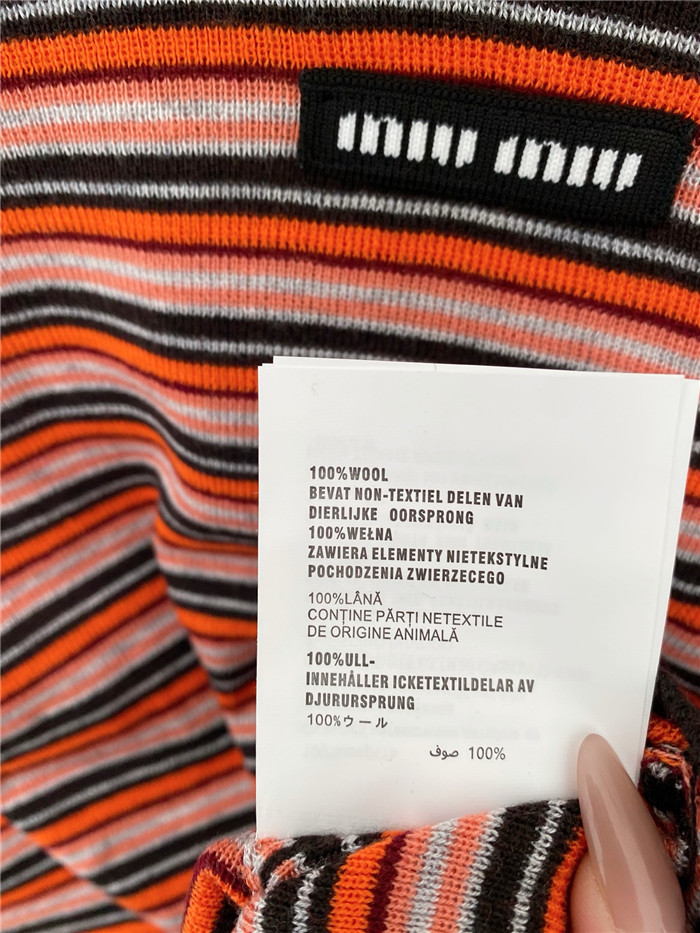 miu miu
100%WOOL
BEVAT NON-TEXTIEL DELEN VAN
DIERLIJKE OORSPRONG
100%WEŁNA
ZAWIERA ELEMENTY NIETEKSTYLNE
POCHODZENIA ZWIERZECEGO
100%LÂNĂ
CONȚINE PĂRȚI NETEXTILE
DE ORIGINE ANIMALĂ
100%ULL-
INNEHÅLLER ICKETEXTILDELAR AV
DJURURSPRUNG
100%ウール
100% صوف